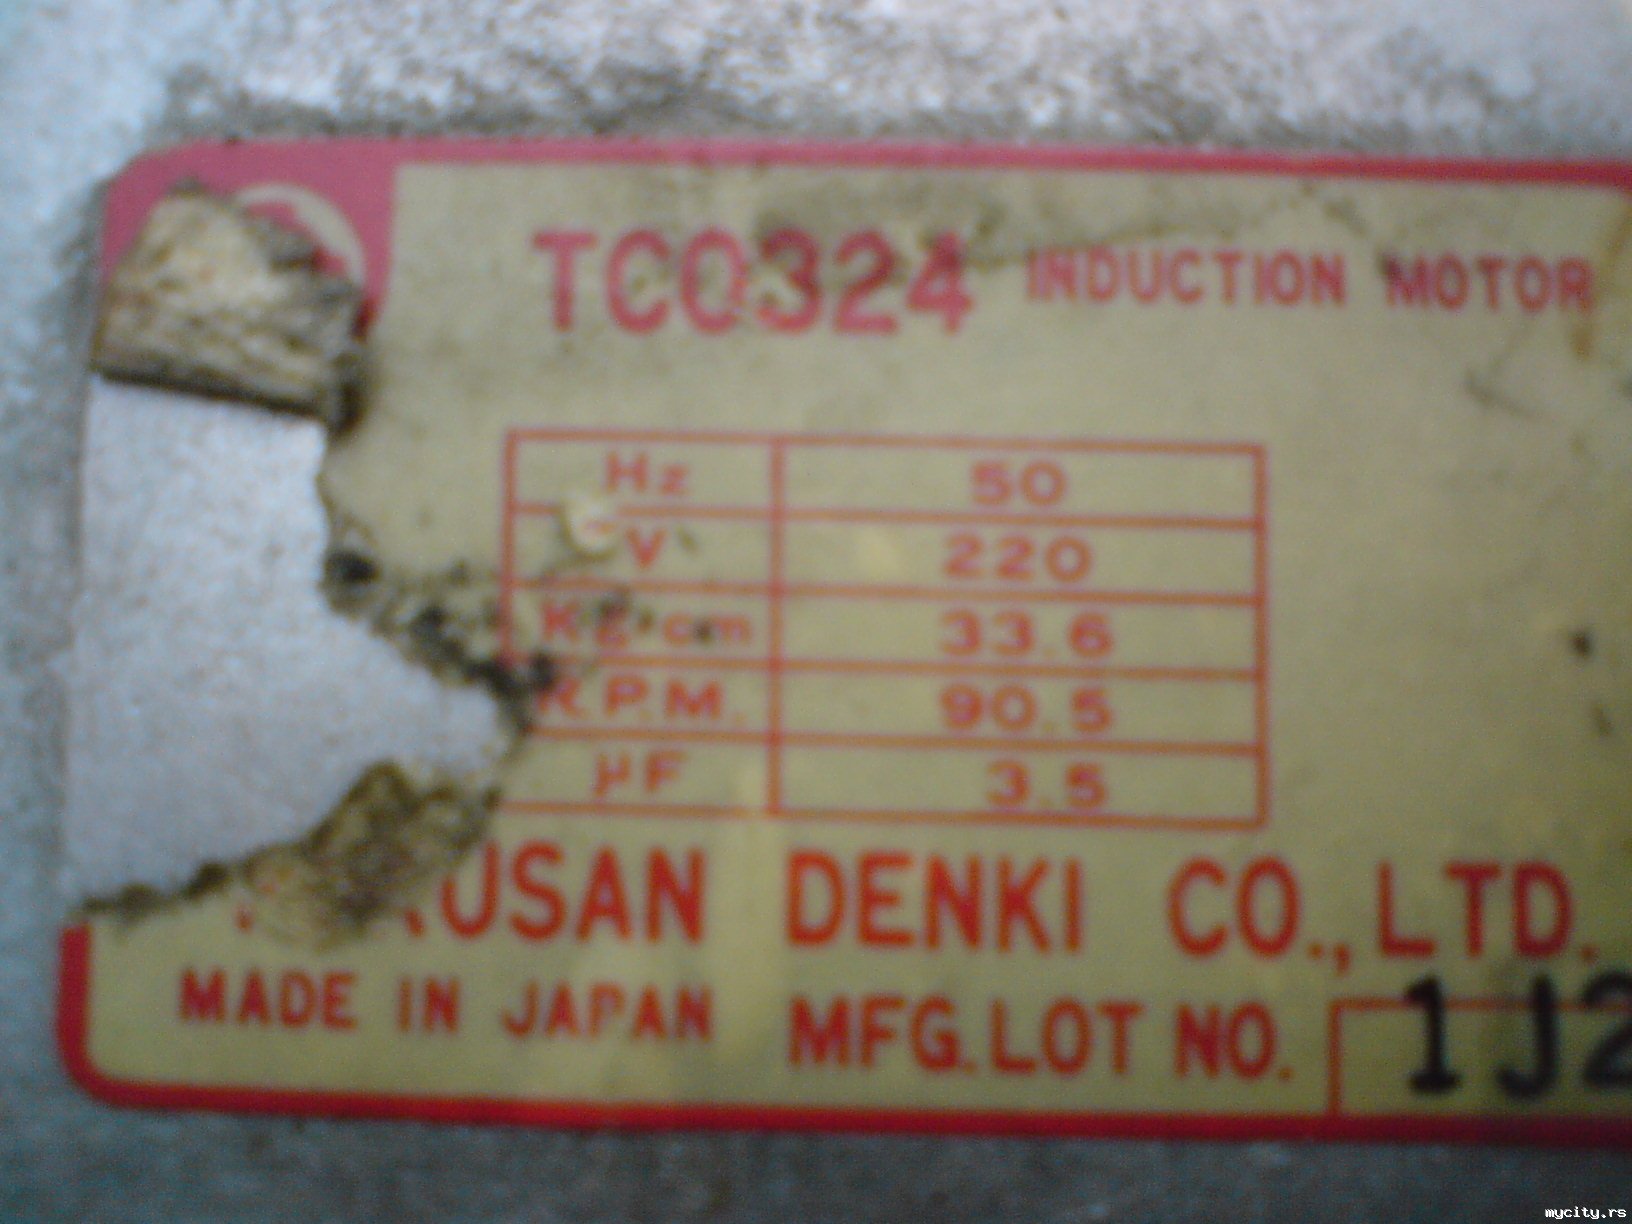 TC0324 INDUCTION MOTOR
Hz 50
V 220
Kg·cm 33.6
R.P.M. 90.5
µF 3.5
DENKI CO., LTD.
MADE IN JAPAN MFG.LOT NO. 1J2
mycity.rs